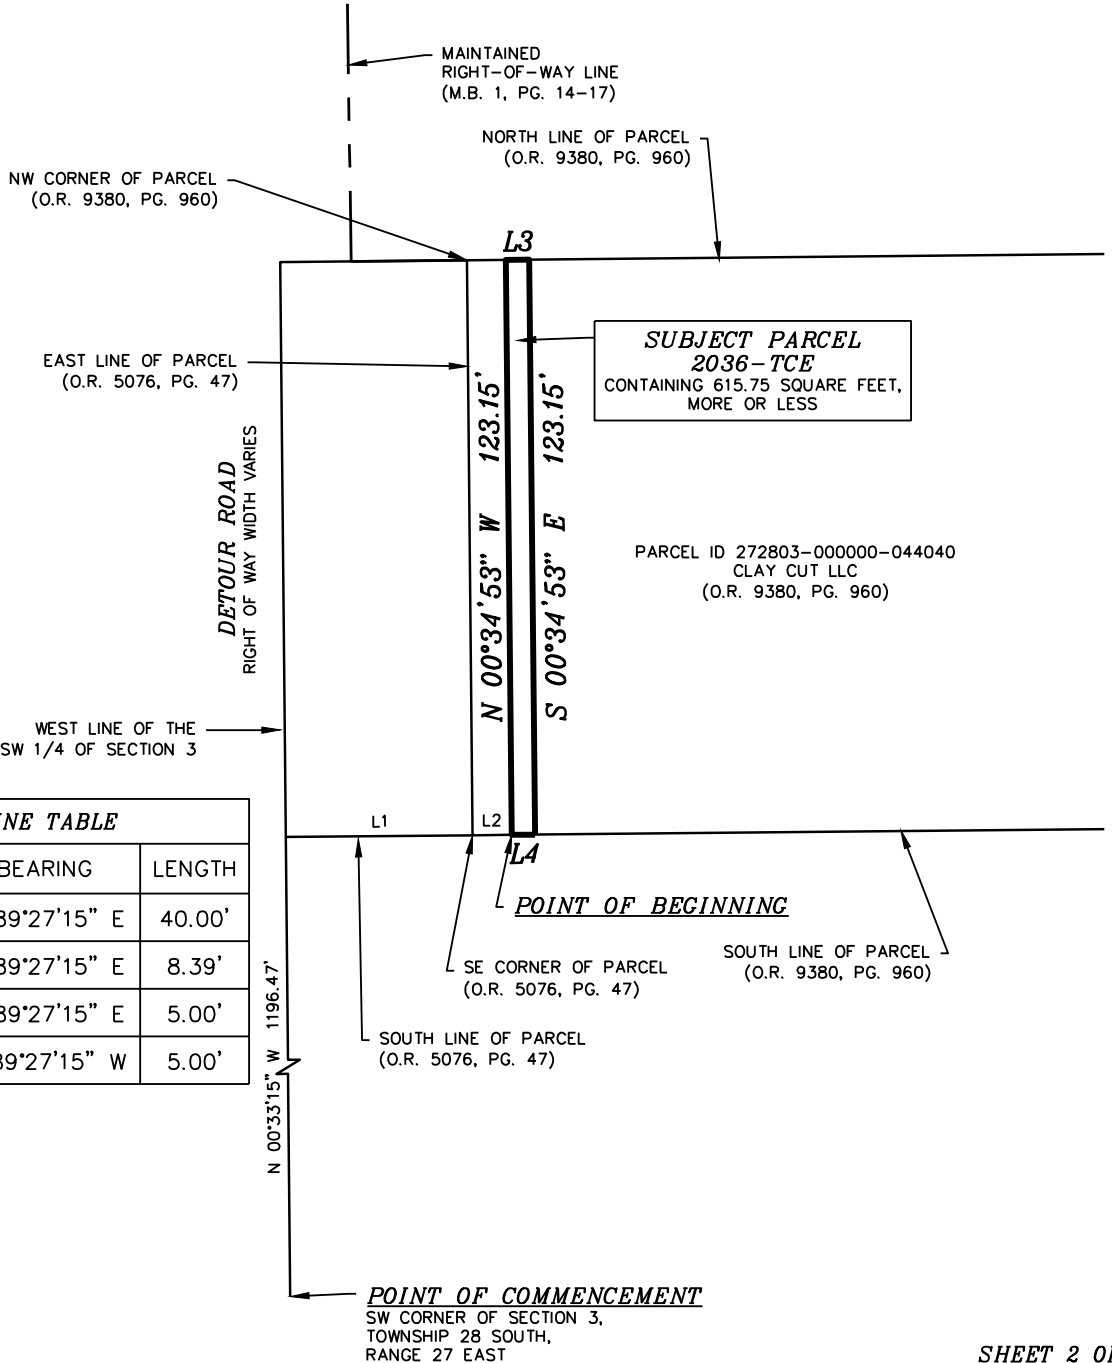 MAINTAINED
RIGHT-OF-WAY LINE
(M.B. 1, PG. 14-17)
NORTH LINE OF PARCEL
(O.R. 9380, PG. 960)
NW CORNER OF PARCEL
(O.R. 9380, PG. 960)
L3
SUBJECT PARCEL
2036-TCE
CONTAINING 615.75 SQUARE FEET,
MORE OR LESS
EAST LINE OF PARCEL
(O.R. 5076, PG. 47)
N 00°34'53" W 123.15'
S 00°34'53" E 123.15'
DETOUR ROAD
RIGHT OF WAY WIDTH VARIES
PARCEL ID 272803-000000-044040
CLAY CUT LLC
(O.R. 9380, PG. 960)
WEST LINE OF THE
SW 1/4 OF SECTION 3
L1
L2
L4
POINT OF BEGINNING
TABLE
BEARING LENGTH
89°27'15" E 40.00'
89°27'15" E 8.39'
89°27'15" E 5.00'
89°27'15" W 5.00'
SE CORNER OF PARCEL
(O.R. 5076, PG. 47)
SOUTH LINE OF PARCEL
(O.R. 9380, PG. 960)
SOUTH LINE OF PARCEL
(O.R. 5076, PG. 47)
N 00°33'15" W 1196.47'
POINT OF COMMENCEMENT
SW CORNER OF SECTION 3,
TOWNSHIP 28 SOUTH,
RANGE 27 EAST
SHEET 2